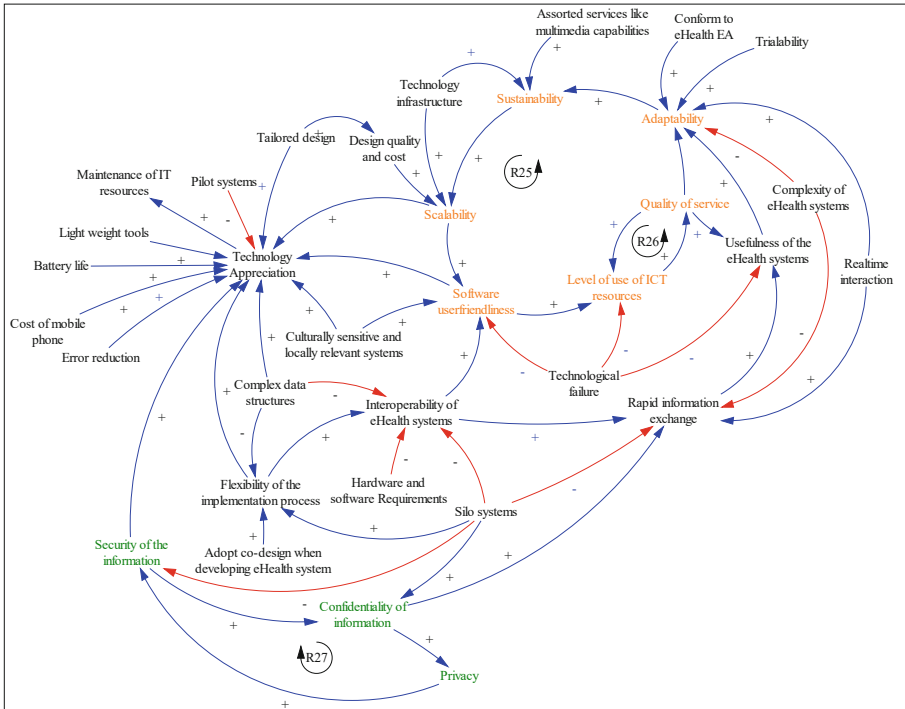 Assorted services like
multimedia capabilities
Conform to
eHealth EA
Trialability
Technology
infrastructure
Sustainability
Adaptability
Tailored design
Design quality
and cost
R25
Maintenance of IT
resources
Pilot systems
Scalability
Quality of service
Complexity of
eHealth systems
R26
Light weight tools
Technology
Appreciation
Usefulness of the
eHealth systems
Battery life
Level of use of ICT
resources
Realtime
interaction
Software
userfriendliness
Cost of mobile
phone
Error reduction
Culturally sensitive and
locally relevant systems
Technological
failure
Complex data
structures
Interoperability of
eHealth systems
Rapid information
exchange
Flexibility of the
implementation process
Hardware and
software Requirements
Silo systems
Security of the
information
Adopt co-design when
developing eHealth system
Confidentiality of
information
R27
Privacy